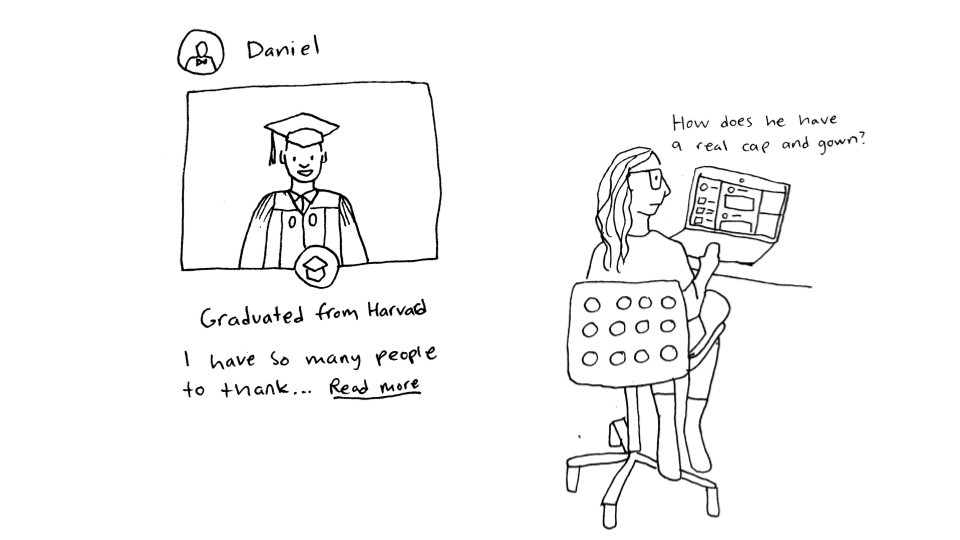 Daniel
Graduated from Harvard
I have so many people
to thank... Read more
How does he have
a real cap and gown?